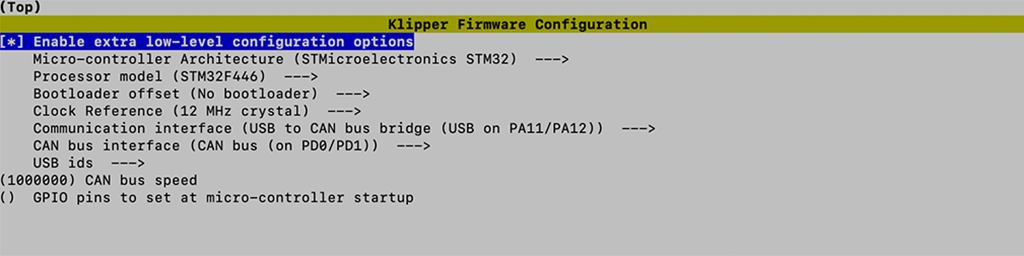 (Top)
Klipper Firmware Configuration
[*] Enable extra low-level configuration options
Micro-controller Architecture (STMicroelectronics STM32) --->
Processor model (STM32F446) --->
Bootloader offset (No bootloader) --->
Clock Reference (12 MHz crystal) --->
Communication interface (USB to CAN bus bridge (USB on PA11/PA12)) --->
CAN bus interface (CAN bus (on PD0/PD1)) --->
USB ids --->
(1000000) CAN bus speed
() GPIO pins to set at micro-controller startup